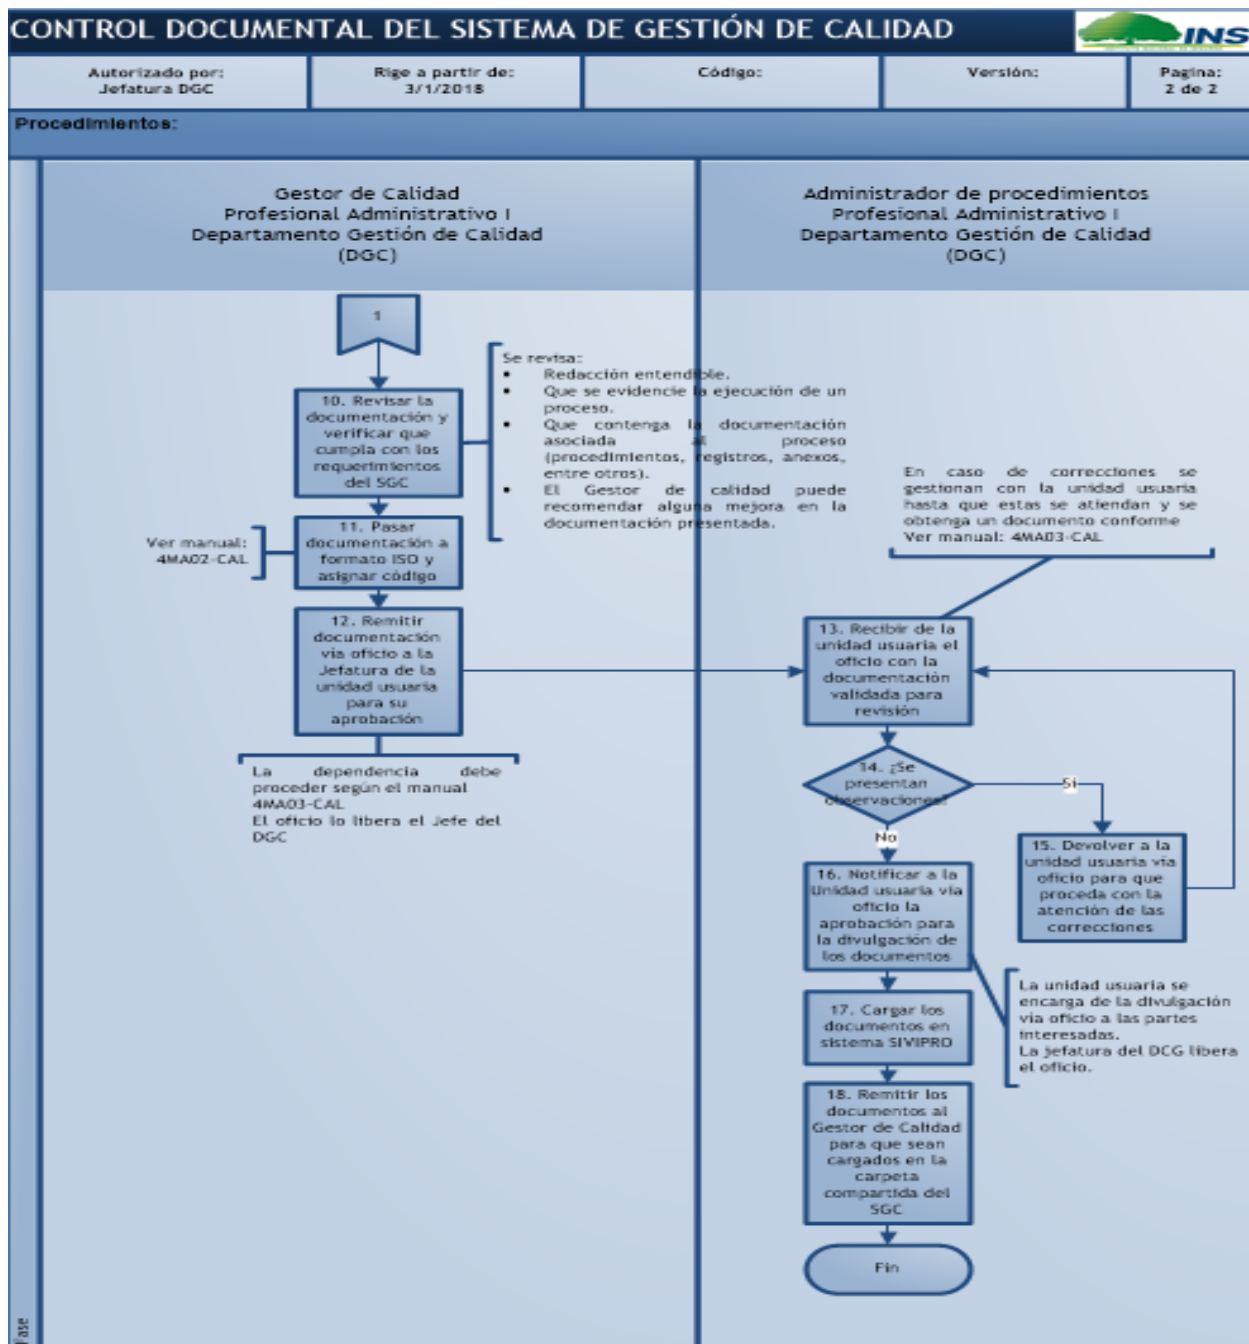 CONTROL DOCUMENTAL DEL SISTEMA DE GESTIÓN DE CALIDAD
INS
Autorizado por:
Jefatura DGC
Rige a partir de:
3/1/2018
Código:
Versión:
Pagina:
2 de 2
Procedimientos:
Gestor de Calidad
Profesional Administrativo I
Departamento Gestión de Calidad
(DGC)
Administrador de procedimientos
Profesional Administrativo I
Departamento Gestión de Calidad
(DGC)
1
10. Revisar la
documentación y
verificar que
cumpla con los
requerimientos
del SGC
Se revisa:
• Redacción entendible.
• Que se evidencie la ejecución de un
proceso.
• Que contenga la documentación
asociada al proceso
(procedimientos, registros, anexos,
entre otros).
• El Gestor de calidad puede
recomendar alguna mejora en la
documentación presentada.
Ver manual:
4MA02-CAL
11. Pasar
documentación a
formato ISO y
asignar código
12. Remitir
documentación
vía oficio a la
Jefatura de la
unidad usuaria
para su
aprobación
La dependencia debe
proceder según el manual
4MA03-CAL
El oficio lo libera el Jefe del
DGC
En caso de correcciones se
gestionan con la unidad usuaria
hasta que estas se atiendan y se
obtenga un documento conforme
Ver manual: 4MA03-CAL
13. Recibir de la
unidad usuaria el
oficio con la
documentación
validada para
revisión
14. ¿Se
presentan
observaciones?
Si
No
15. Devolver a la
unidad usuaria vía
oficio para que
proceda con la
atención de las
correcciones
16. Notificar a la
Unidad usuaria vía
oficio la
aprobación para
la divulgación de
los documentos
La unidad usuaria se
encarga de la divulgación
vía oficio a las partes
interesadas.
La jefatura del DCG libera
el oficio.
17. Cargar los
documentos en
sistema SIVIPRO
18. Remitir los
documentos al
Gestor de Calidad
para que sean
cargados en la
carpeta
compartida del
SGC
Fin
Fase